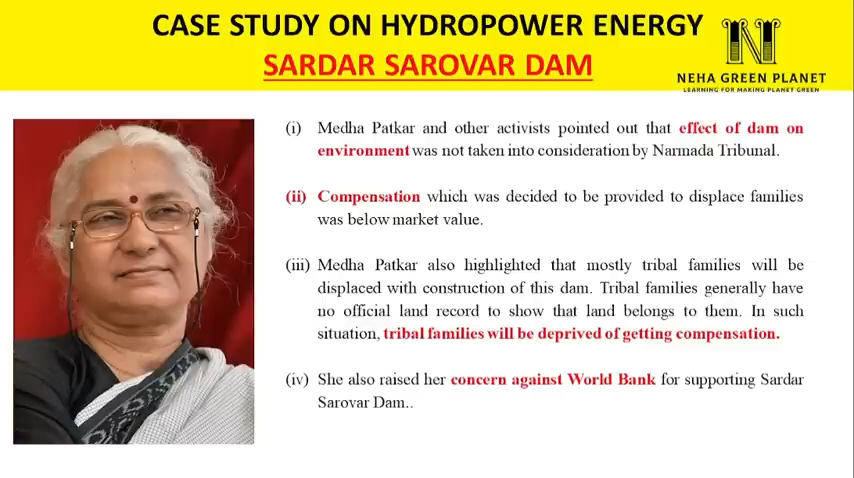 CASE STUDY ON HYDROPOWER ENERGY
SARDAR SAROVAR DAM
N
NEHA GREEN PLANET
LEARNING FOR MAKING PLANET GREEN
(i) Medha Patkar and other activists pointed out that effect of dam on
environment was not taken into consideration by Narmada Tribunal.
(ii) Compensation which was decided to be provided to displace families
was below market value.
(iii) Medha Patkar also highlighted that mostly tribal families will be
displaced with construction of this dam. Tribal families generally have
no official land record to show that land belongs to them. In such
situation, tribal families will be deprived of getting compensation.
(iv) She also raised her concern against World Bank for supporting Sardar
Sarovar Dam..